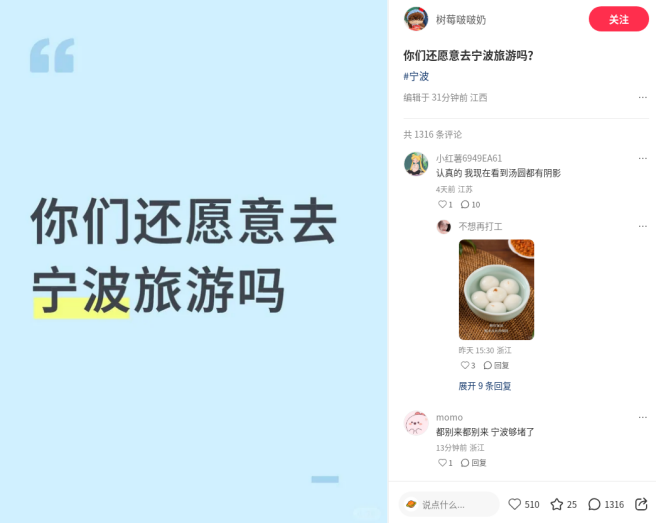 你们还愿意去
宁波旅游吗
树莓啵啵奶
关注
你们还愿意去宁波旅游吗?
#宁波
编辑于 31分钟前 江西
共 1316 条评论
小红薯6949EA61
认真的 我现在看到汤圆都有阴影
4天前 江苏
1 10
不想再打工
昨天 15:30 浙江
3 回复
展开 9 条回复
momo
都别来都别来 宁波够堵了
13分钟前 浙江
1 回复
说点什么...
510 25 1316